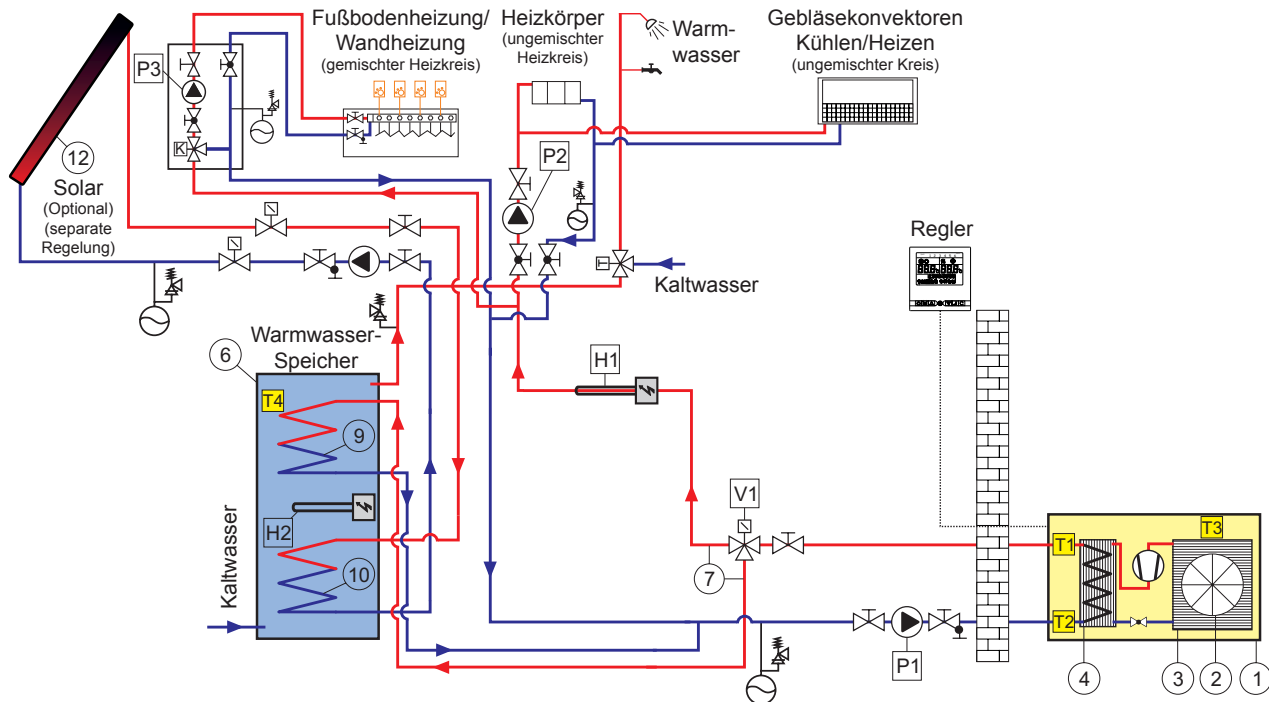 Fußbodenheizung/
Wandheizung
(gemischter Heizkreis)
Heizkörper
(ungemischter
Heizkreis)
Warm-
wasser
Gebläsekonvektoren
Kühlen/Heizen
(ungemischter Kreis)
P3
K
12
Solar
(Optional)
(separate
Regelung)
P2
T
Kaltwasser
Regler
Warmwasser-
Speicher
6
T4
9
H1
H2
10
Kaltwasser
V1
7
P1
T1
T2
T3
4
3
2
1